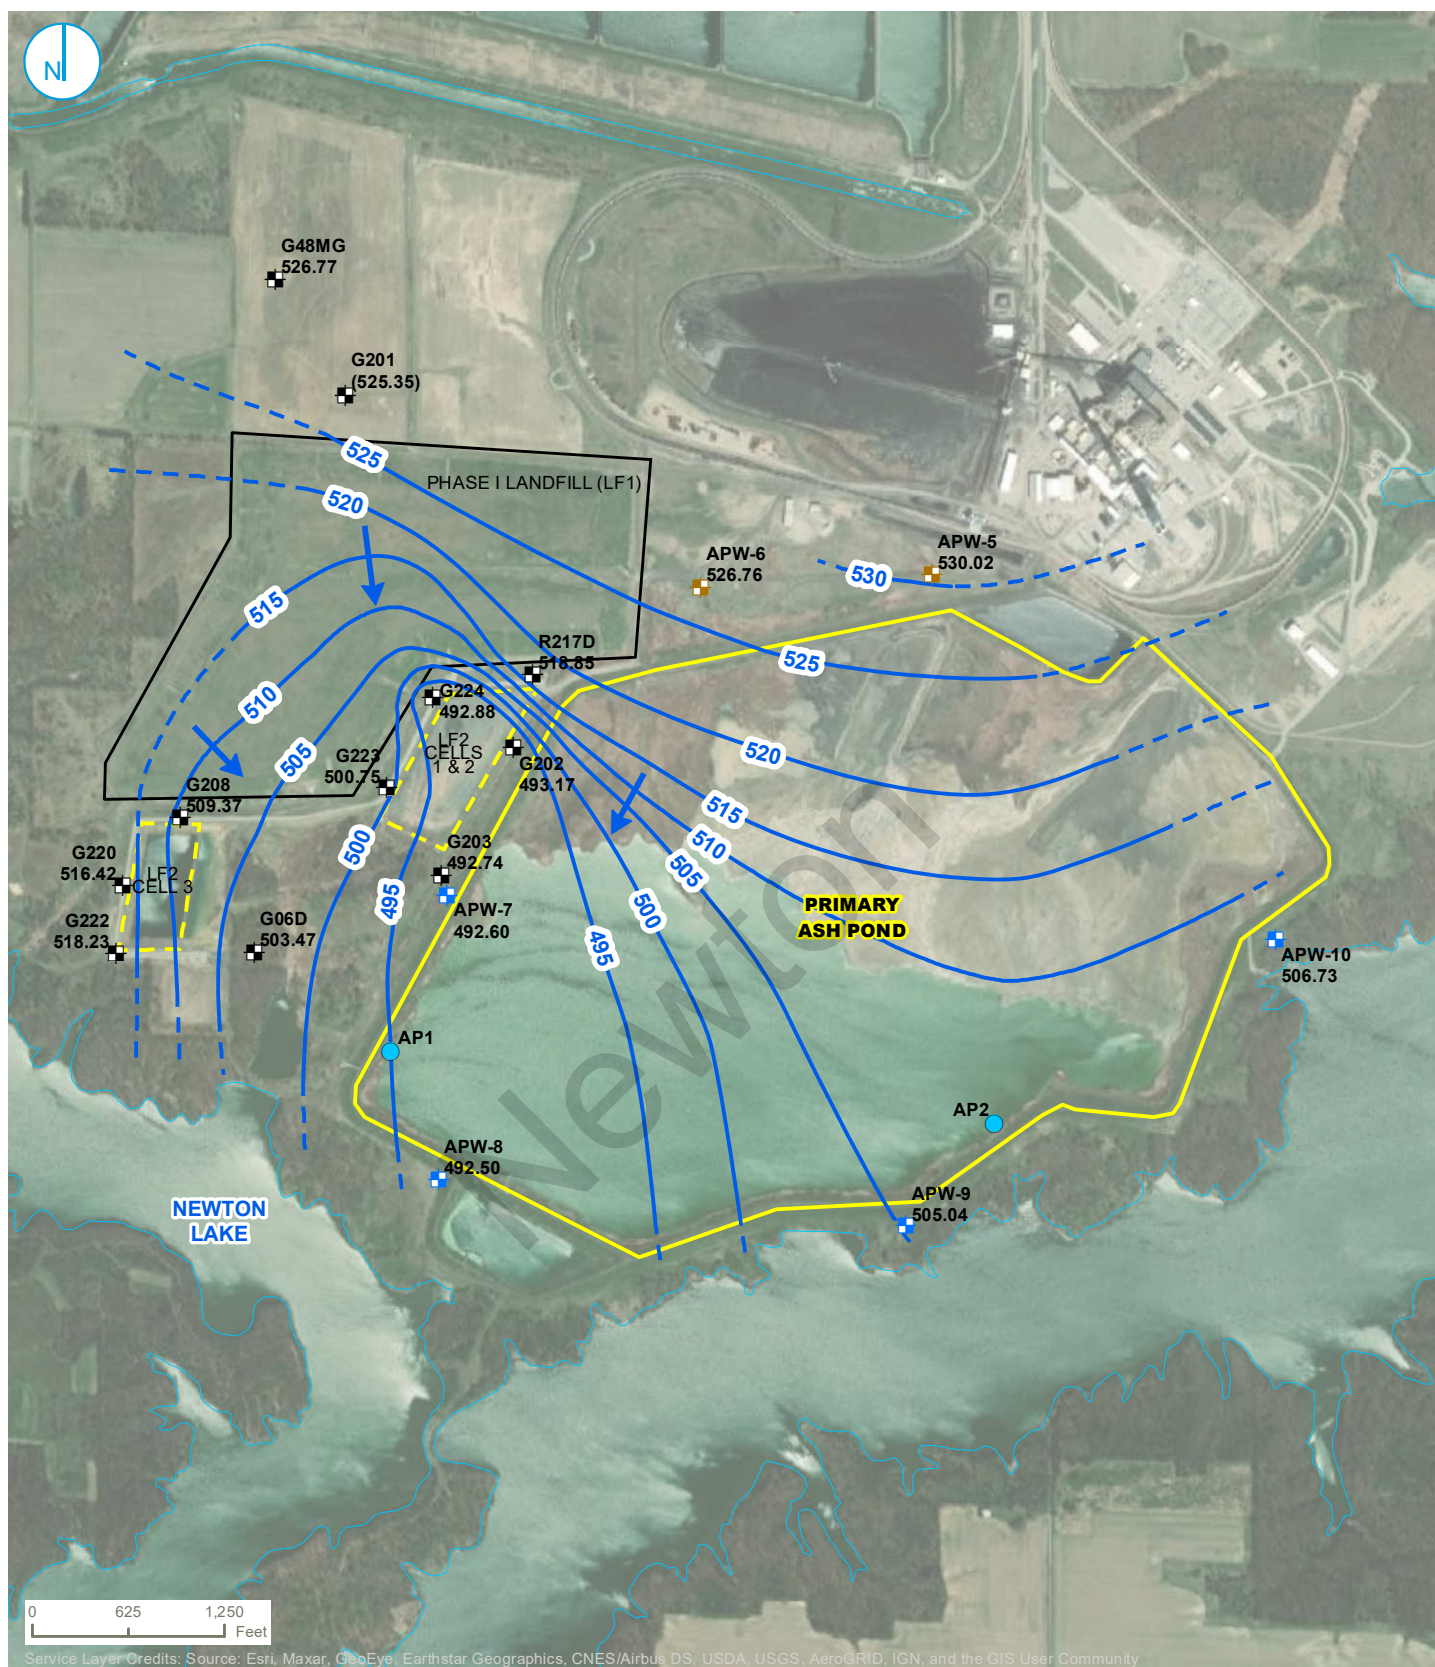 N
G48MG
526.77
G201
(525.35)
525
PHASE I LANDFILL (LF1)
520
APW-5
530.02
APW-6
526.76
530
515
R217D
518.85
525
G224
492.88
510
LF2
CELLS
1 & 2
520
G223
500.75
505
G202
493.17
G208
509.37
515
510
G203
492.74
500
G220
516.42
LF2
CELL 3
505
495
APW-7
492.60
500
PRIMARY
ASH POND
G222
518.23
G06D
503.47
495
APW-10
506.73
Newton
AP1
AP2
APW-8
492.50
APW-9
505.04
NEWTON
LAKE
0 625 1,250
Feet
Service Layer Credits: Source: Esri, Maxar, GeoEye, Earthstar Geographics, CNES/Airbus DS, USDA, USGS, AeroGRID, IGN, and the GIS User Community